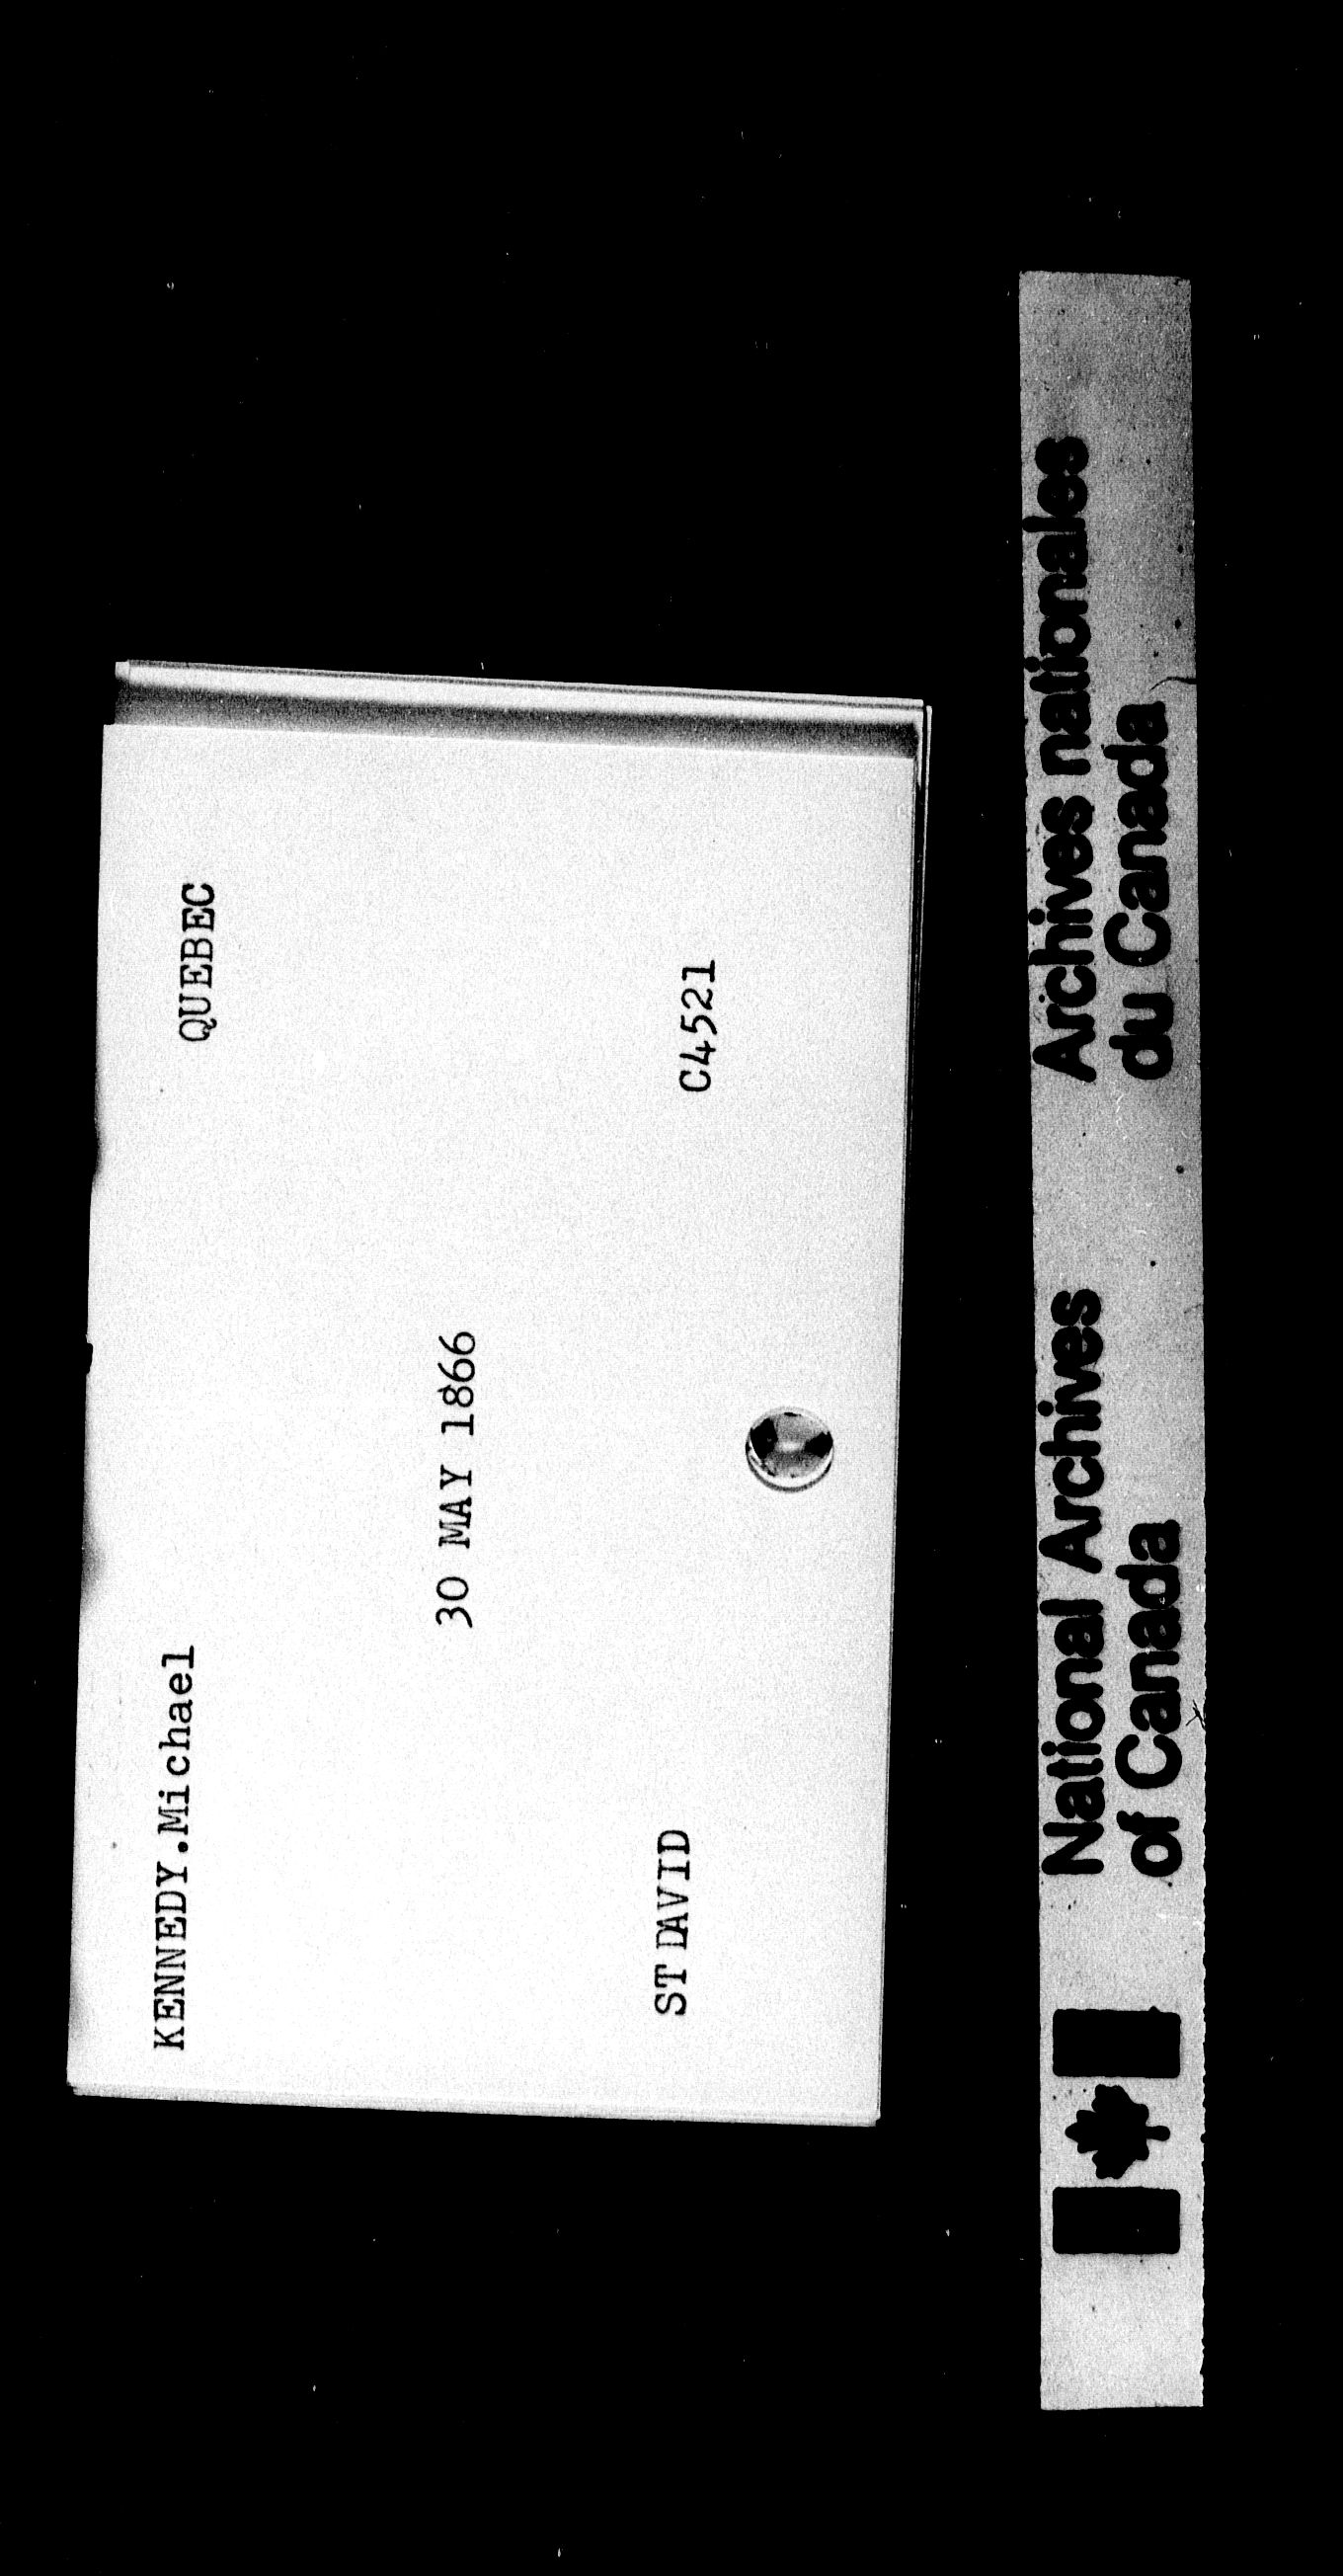 KENNEDY.Michael QUEBEC
30 MAY 1866
ST DAVID C4521
National Archives of Canada
Archives nationales du Canada